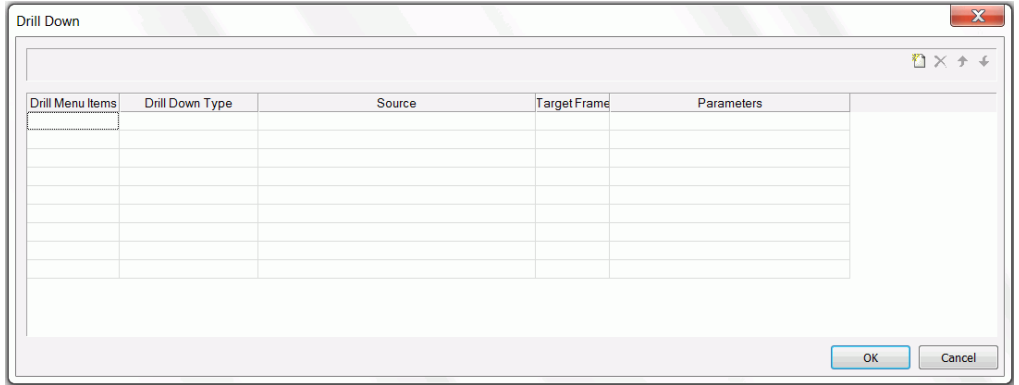 Drill Down
Drill Menu Items Drill Down Type Source Target Frame Parameters
OK Cancel